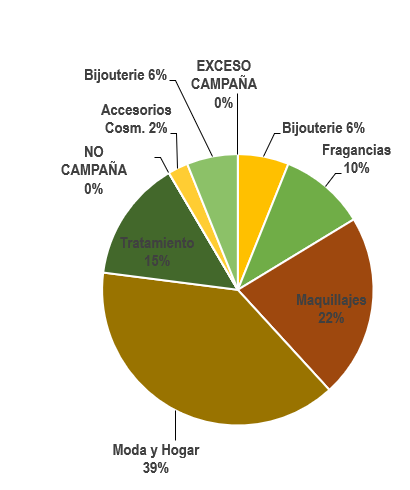 EXCESO
CAMPAÑA
0%
Bijouterie 6%
Fragancias
10%
Maquillajes
22%
Moda y Hogar
39%
Tratamiento
15%
NO
CAMPAÑA
0%
Accesorios
Cosm. 2%
Bijouterie 6%